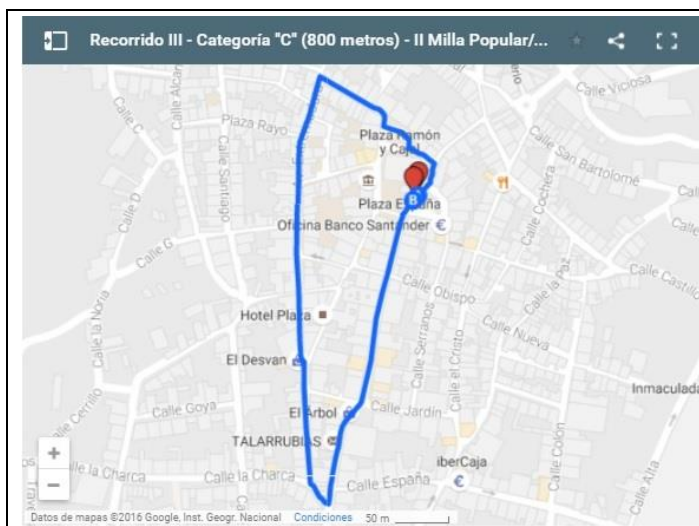 Recorrido III - Categoría "C" (800 metros) - II Milla Popular/...
Calle Viciosa
Calle Alcan
Calle C
Plaza Rayo
Plaza Ramón
y Cajal
Calle San Bartolomé
Calle Santiago
Calle D
Plaza España
Calle Cochera
Oficina Banco Santander
Calle G
Calle la Paz
Calle Castillo
Calle Obispo
Calle la Noria
Hotel Plaza
Calle Serranos
Calle Nueva
Calle el Cristo
El Desvan
Inmaculada
Calle Cerrillo
Calle Goya
El Árbol
Calle Jardín
TALARRUBIAS
Calle Colón
Calle Alta
Calle la Charca
Calle la Charca
Calle España
iberCaja
B
+
−
Datos de mapas ©2016 Google, Inst. Geogr. Nacional
Condiciones
50 m